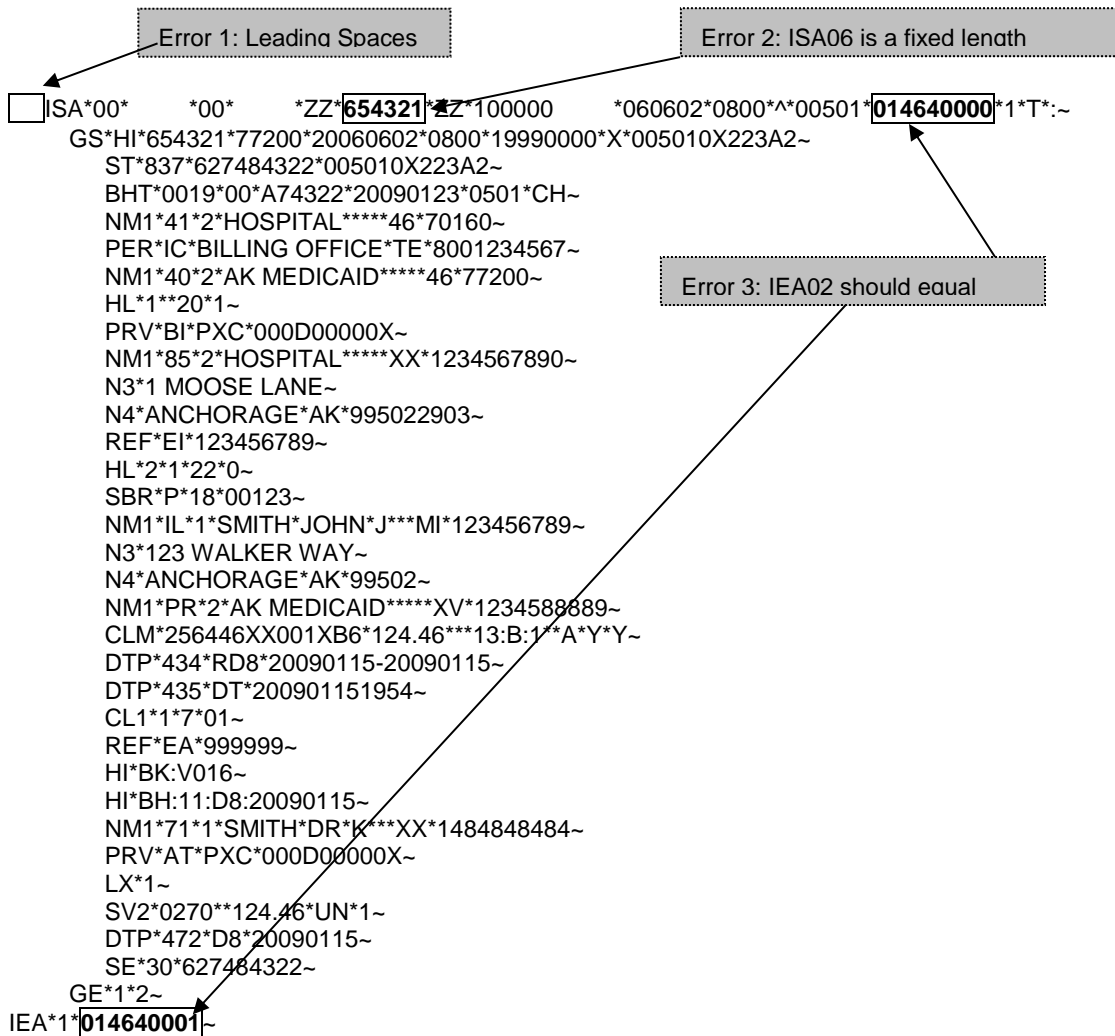 Error 1: Leading Spaces
Error 2: ISA06 is a fixed length
ISA*00*          *00*          *ZZ*654321*ZZ*100000         *060602*0800*^*00501*014640000*1*T*:~
GS*HI*654321*77200*20060602*0800*19990000*X*005010X223A2~
ST*837*627484322*005010X223A2~
BHT*0019*00*A74322*20090123*0501*CH~
NM1*41*2*HOSPITAL*****46*70160~
PER*IC*BILLING OFFICE*TE*8001234567~
NM1*40*2*AK MEDICAID*****46*77200~
Error 3: IEA02 should equal
HL*1**20*1~
PRV*BI*PXC*000D00000X~
NM1*85*2*HOSPITAL*****XX*1234567890~
N3*1 MOOSE LANE~
N4*ANCHORAGE*AK*995022903~
REF*EI*123456789~
HL*2*1*22*0~
SBR*P*18*00123~
NM1*IL*1*SMITH*JOHN*J***MI*123456789~
N3*123 WALKER WAY~
N4*ANCHORAGE*AK*99502~
NM1*PR*2*AK MEDICAID*****XV*1234588889~
CLM*256446XX001XB6*124.46***13:B:1**A*Y*Y~
DTP*434*RD8*20090115-20090115~
DTP*435*DT*200901151954~
CL1*1*7*01~
REF*EA*999999~
HI*BK:V016~
HI*BH:11:D8:20090115~
NM1*71*1*SMITH*DR*K***XX*1484848484~
PRV*AT*PXC*000D00000X~
LX*1~
SV2*0270**124.46*UN*1~
DTP*472*D8*20090115~
SE*30*627484322~
GE*1*2~
IEA*1*014640001~